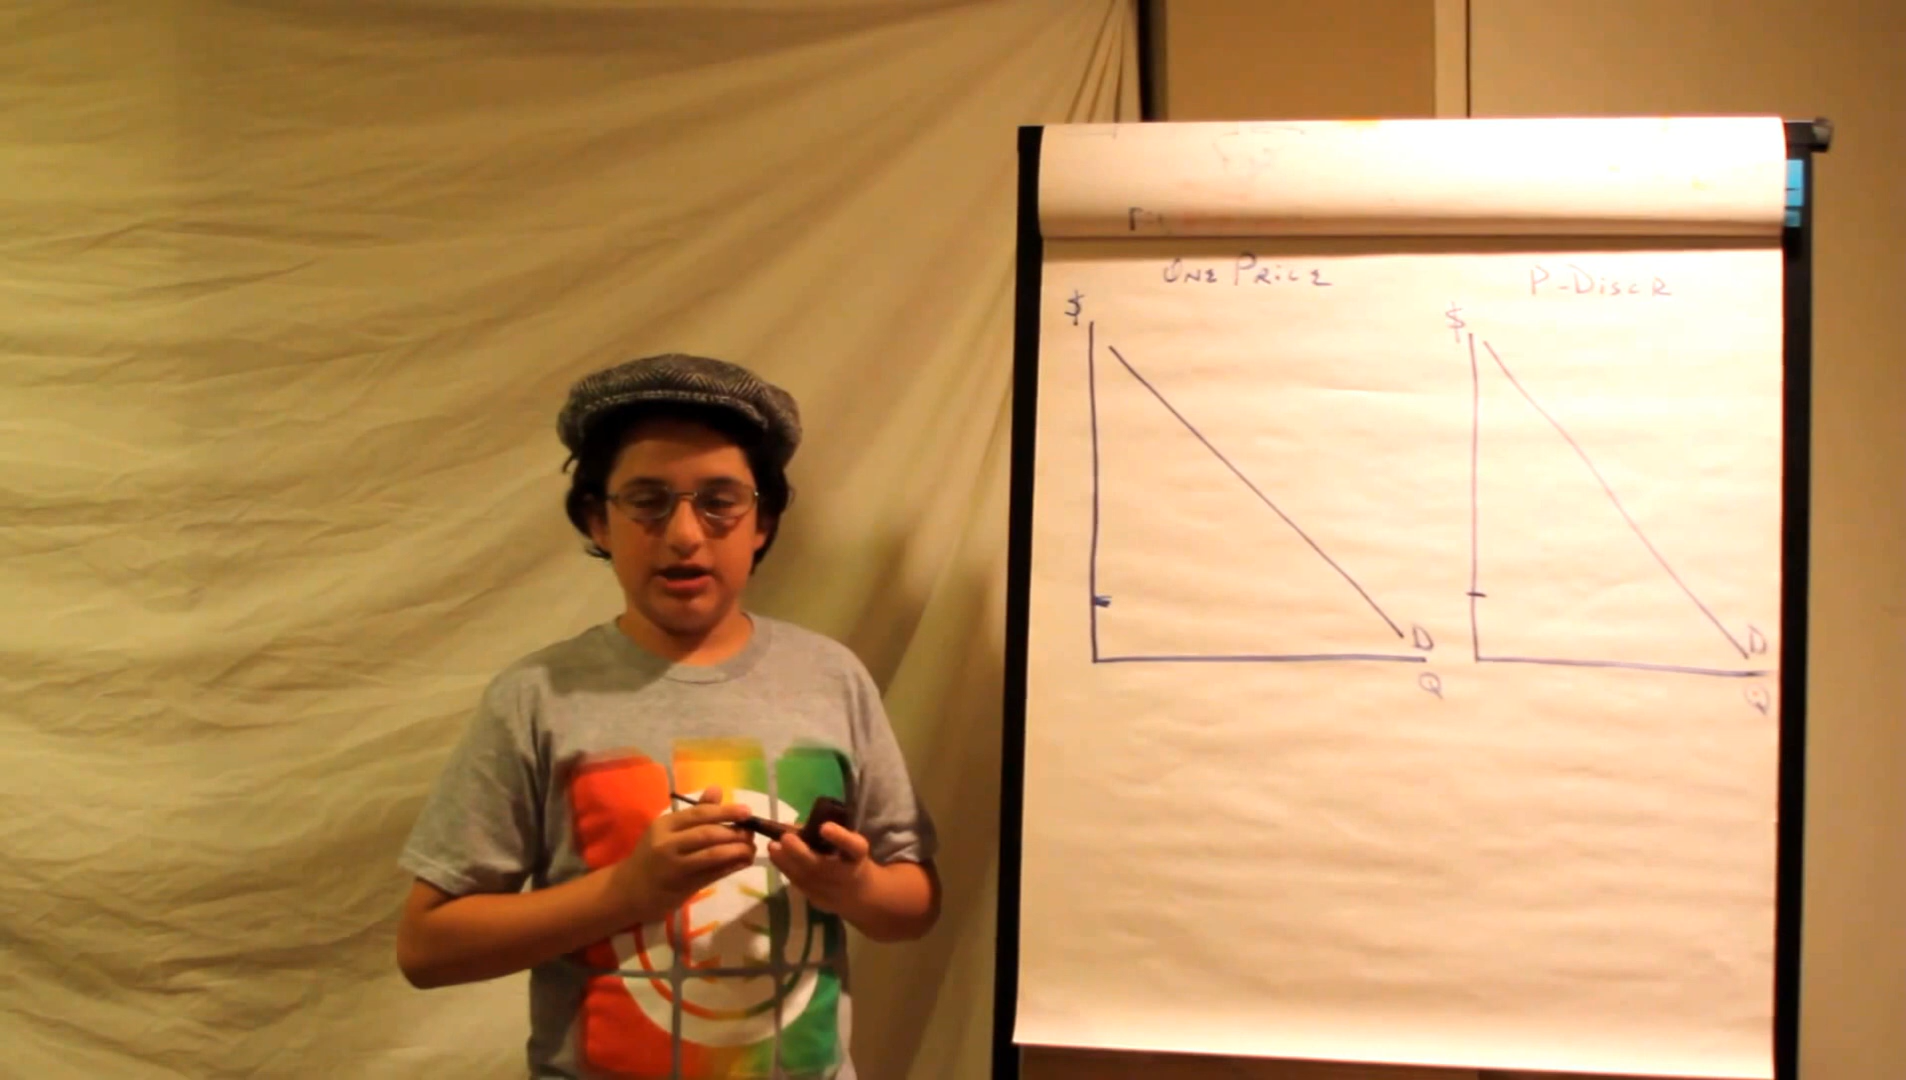 ONE PRICE
P-DISCR
$
$
D
D
Q
Q